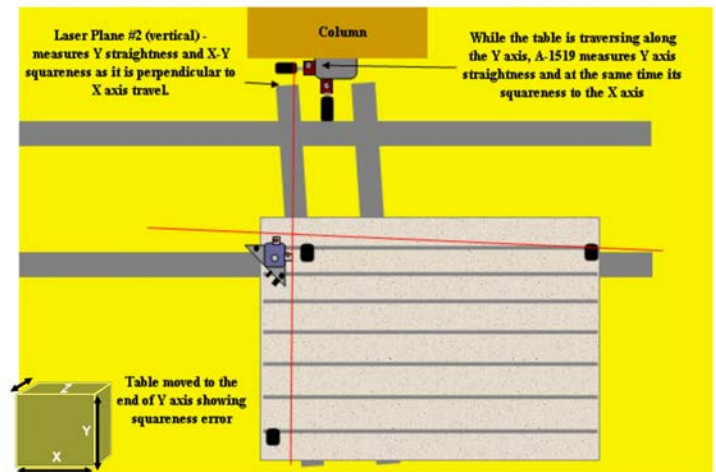 Laser Plane #2 (vertical) -
measures Y straightness and X-Y
squareness as it is perpendicular to
X axis travel.
Column
While the table is traversing along
the Y axis, A-1519 measures Y axis
straightness and at the same time its
squareness to the X axis
Table moved to the
end of Y axis showing
squareness error
Z
Y
X